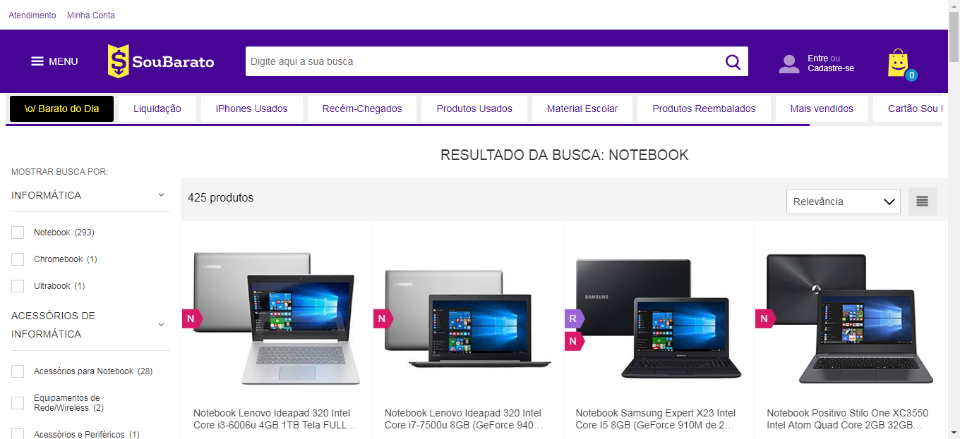 Atendimento Minha Conta
MENU
SouBarato
Digite aqui a sua busca
Entre ou
Cadastre-se
0
\o/ Barato do Dia
Liquidação
iPhones Usados
Recém-Chegados
Produtos Usados
Material Escolar
Produtos Reembalados
Mais vendidos
Cartão Sou
RESULTADO DA BUSCA: NOTEBOOK
MOSTRAR BUSCA POR:
INFORMÁTICA
Notebook (293)
Chromebook (1)
Ultrabook (1)
ACESSÓRIOS DE
INFORMÁTICA
Acessórios para Notebook (28)
Equipamentos de
Rede/Wireless (2)
Acessórios e Periféricos (1)
425 produtos
Relevância
N
Notebook Lenovo Ideapad 320 Intel
Core i3-6006u 4GB 1TB Tela FULL...
N
Notebook Lenovo Ideapad 320 Intel
Core i7-7500u 8GB (GeForce 940...
SAMSUNG
R
N
Notebook Samsung Expert X23 Intel
Core I5 8GB (GeForce 910M de 2...
N
Notebook Positivo Stilo One XC3550
Intel Atom Quad Core 2GB 32GB...